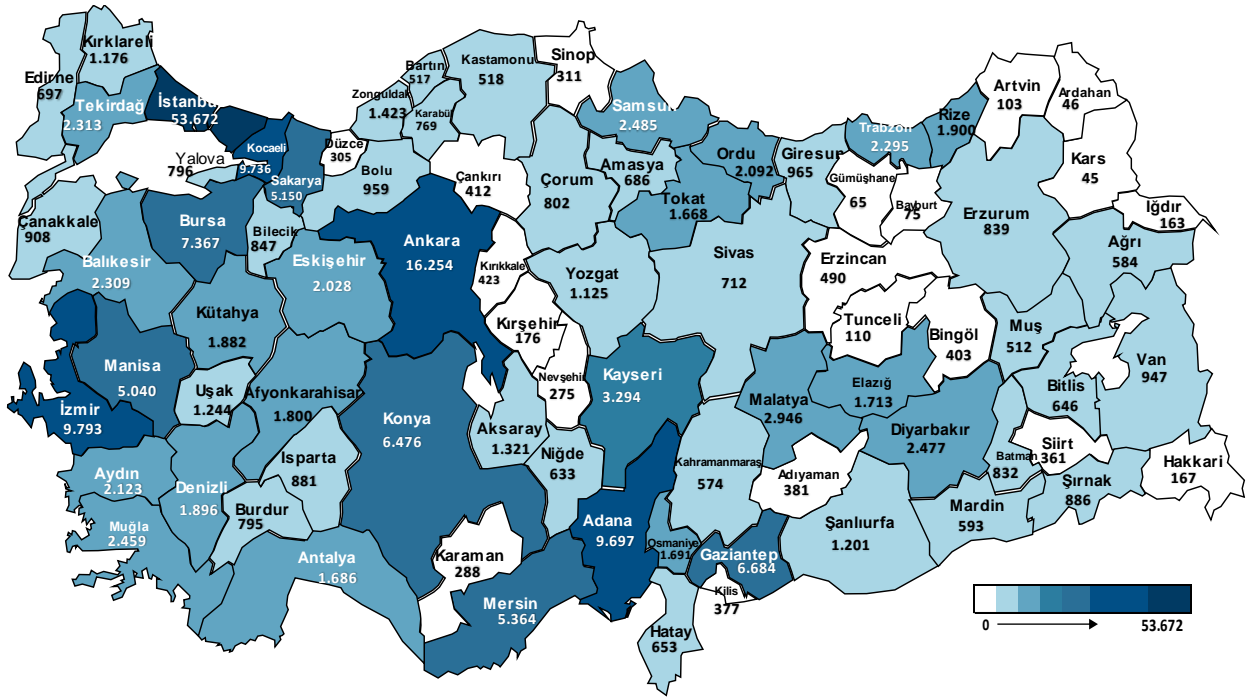 Kırklareli
1.176
Edirne
697
Tekirdağ
2.313
İstanbu
53.672
Kocaeli
9.736
Yalova
796
Sakarya
5.150
Düzce
305
Zonguldak
1.423
Bartın
517
Karabük
769
Kastamonu
518
Sinop
311
Samsun
2.485
Ordu
2.092
Giresun
965
Trabzon
2.295
Rize
1.900
Artvin
103
Ardahan
46
Kars
45
Iğdır
163
Ağrı
584
Erzurum
839
Bayburt
75
Gümüşhane
65
Amasya
686
Tokat
1.668
Çorum
802
Çankırı
412
Bolu
959
Çanakkale
908
Bursa
7.367
Bilecik
847
Balıkesir
2.309
Eskişehir
2.028
Ankara
16.254
Kırıkkale
423
Yozgat
1.125
Sivas
712
Erzincan
490
Tunceli
110
Bingöl
403
Muş
512
Van
947
Bitlis
646
Kütahya
1.882
Manisa
5.040
Uşak
1.244
Afyonkarahisar
1.800
İzmir
9.793
Kırşehir
176
Nevşehir
275
Kayseri
3.294
Malatya
2.946
Elazığ
1.713
Diyarbakır
2.477
Batman
832
Siirt
361
Şırnak
886
Hakkari
167
Mardin
593
Şanlıurfa
1.201
Adıyaman
381
Kahramanmaraş
574
Konya
6.476
Aksaray
1.321
Niğde
633
Isparta
881
Aydın
2.123
Denizli
1.896
Burdur
795
Muğla
2.459
Antalya
1.686
Karaman
288
Mersin
5.364
Adana
9.697
Osmaniye
1.691
Gaziantep
6.684
Kilis
377
Hatay
653
0
53.672